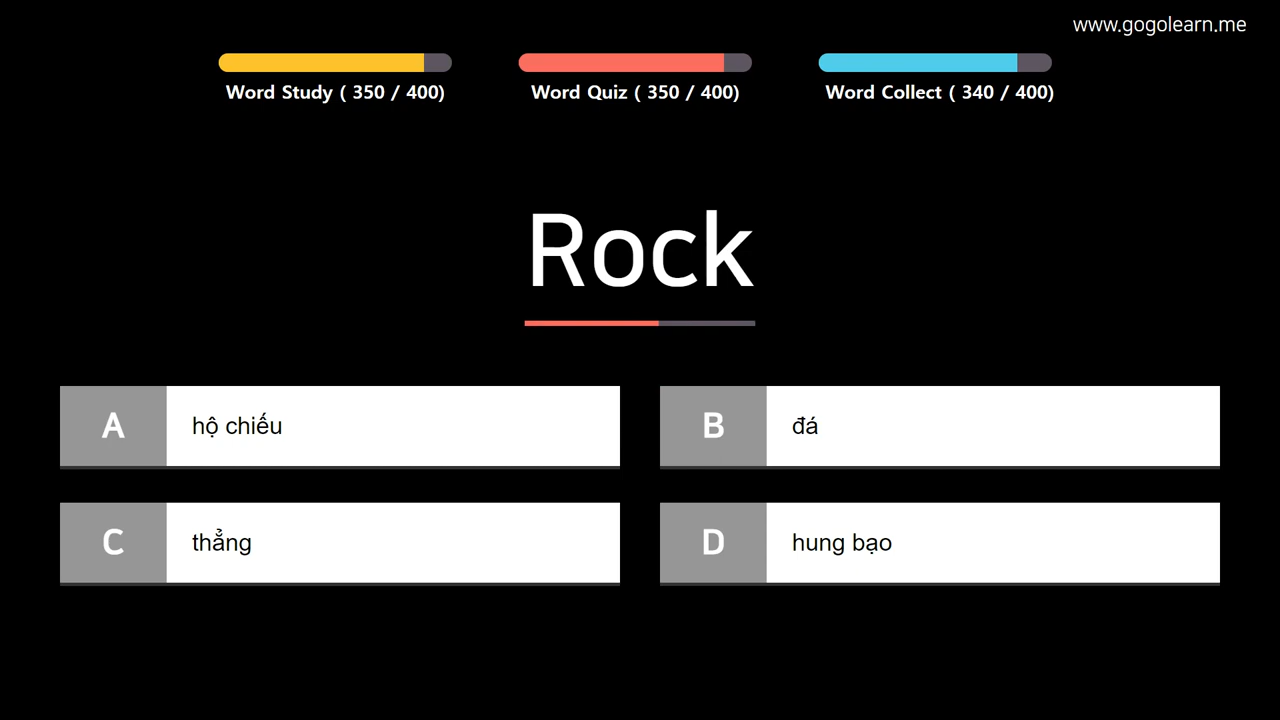 www.gogolearn.me
Word Study ( 350 / 400)
Word Quiz ( 350 / 400)
Word Collect ( 340 / 400)
Rock
A
hộ chiếu
B
đá
C
thẳng
D
hung bạo